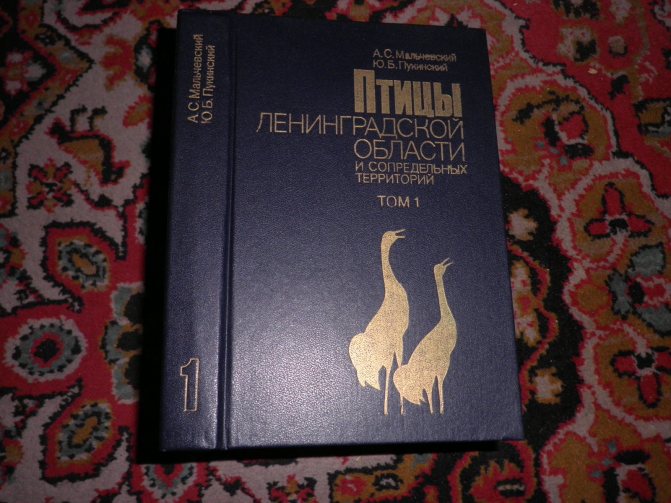 А.С.Мальчевский
Ю.Б.Пукинский
1
А.С.Мальчевский
Ю.Б.Пукинский
Птицы
ЛЕНИНГРАДСКОЙ
ОБЛАСТИ
И СОПРЕДЕЛЬНЫХ
ТЕРРИТОРИЙ
ТОМ 1